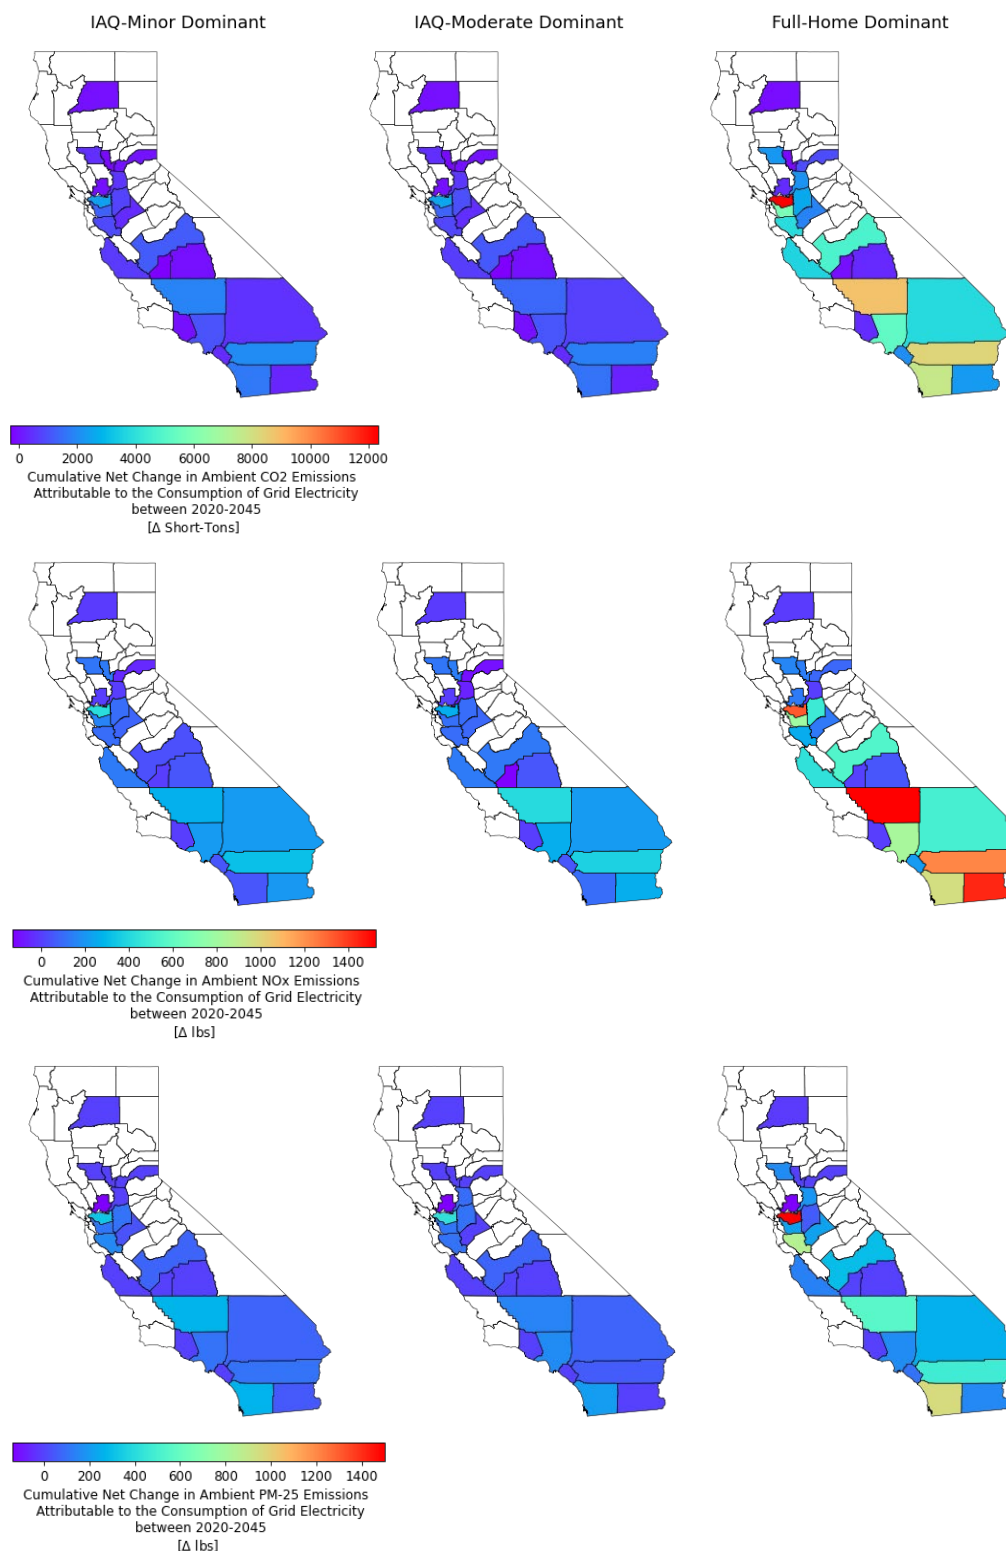 IAQ-Minor Dominant IAQ-Moderate Dominant Full-Home Dominant
0 2000 4000 6000 8000 10000 12000
Cumulative Net Change in Ambient CO2 Emissions
Attributable to the Consumption of Grid Electricity
between 2020-2045
[Δ Short-Tons]
0 200 400 600 800 1000 1200 1400
Cumulative Net Change in Ambient NOx Emissions
Attributable to the Consumption of Grid Electricity
between 2020-2045
[Δ lbs]
0 200 400 600 800 1000 1200 1400
Cumulative Net Change in Ambient PM-25 Emissions
Attributable to the Consumption of Grid Electricity
between 2020-2045
[Δ lbs]